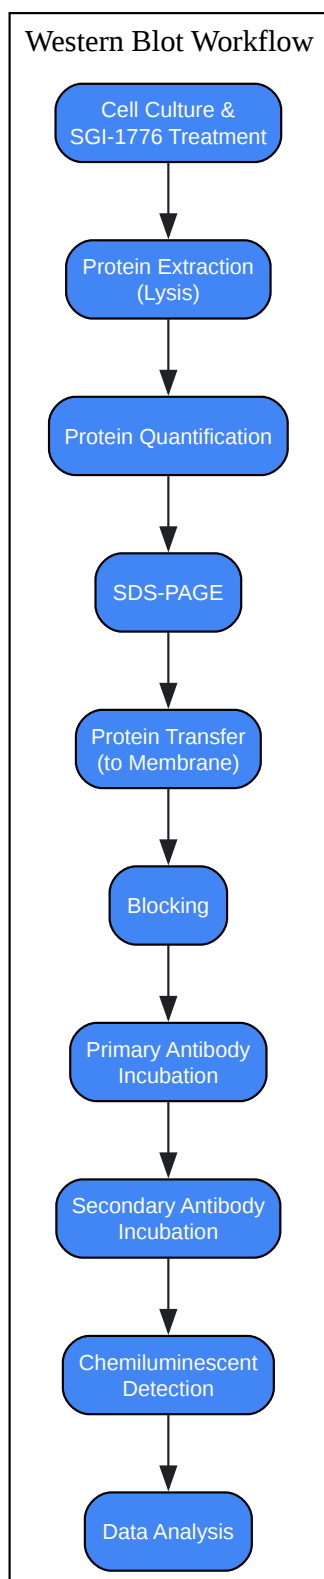 Western Blot Workflow
Cell Culture &
SGI-1776 Treatment
Protein Extraction
(Lysis)
Protein Quantification
SDS-PAGE
Protein Transfer
(to Membrane)
Blocking
Primary Antibody
Incubation
Secondary Antibody
Incubation
Chemiluminescent
Detection
Data Analysis